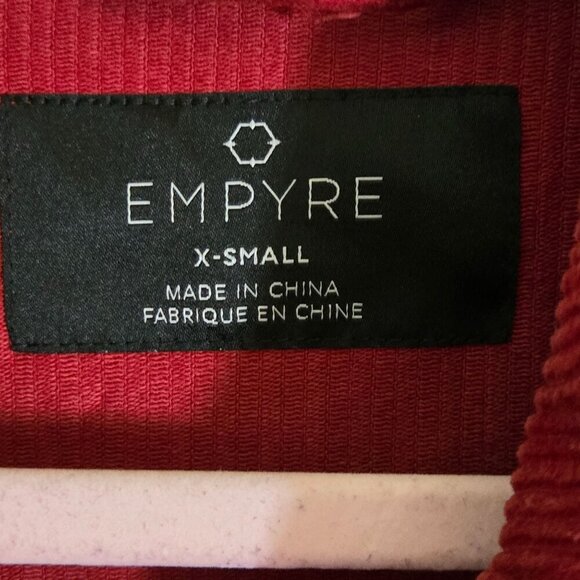 EMPYRE
X-SMALL
MADE IN CHINA
FABRIQUE EN CHINE